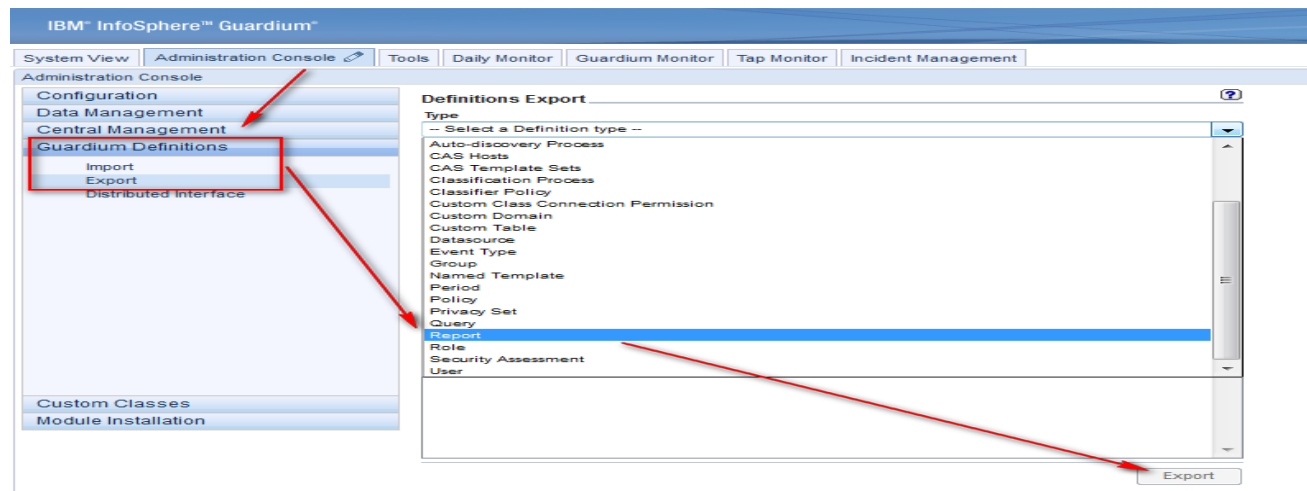 IBM® InfoSphere™ Guardium®
System View Administration Console Tools Daily Monitor Guardium Monitor Tap Monitor Incident Management
Administration Console
Configuration
Data Management
Central Management
Guardium Definitions
Import
Export
Distributed Interface
Custom Classes
Module Installation
Definitions Export
?
Type
-- Select a Definition type --
Auto-discovery Process
CAS Hosts
CAS Template Sets
Classification Process
Classifier Policy
Custom Class Connection Permission
Custom Domain
Custom Table
Datasource
Event Type
Group
Named Template
Period
Policy
Privacy Set
Query
Report
Role
Security Assessment
User
Export